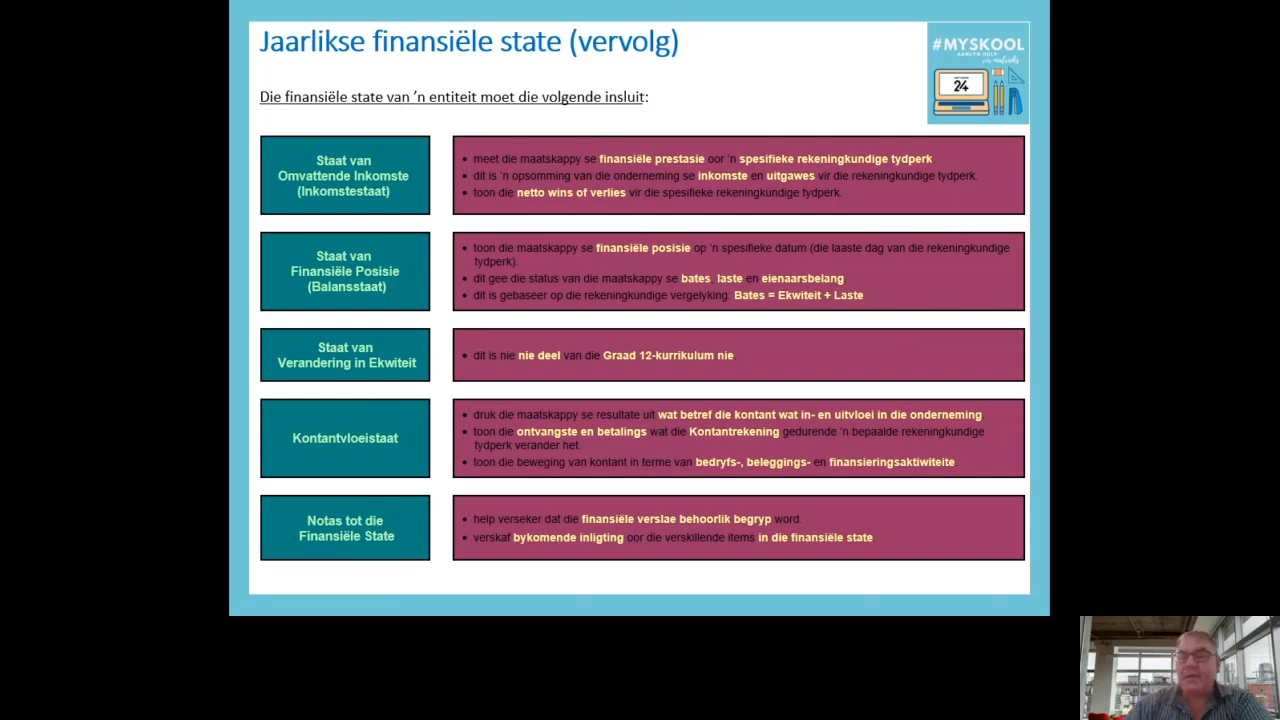 Jaarlikse finansiële state (vervolg)
#MYSKOOL
AANLYN HULP
vir matrieks
NETWERK
24
Die finansiële state van 'n entiteit moet die volgende insluit:
Staat van
Omvattende Inkomste
(Inkomstestaat)
• meet die maatskappy se finansiële prestasie oor 'n spesifieke rekeningkundige tydperk
• dit is 'n opsomming van die onderneming se inkomste en uitgawes vir die rekeningkundige tydperk.
• toon die netto wins of verlies vir die spesifieke rekeningkundige tydperk.
Staat van
Finansiële Posisie
(Balansstaat)
• toon die maatskappy se finansiële posisie op 'n spesifieke datum (die laaste dag van die rekeningkundige
tydperk).
• dit gee die status van die maatskappy se bates, laste en eienaarsbelang
• dit is gebaseer op die rekeningkundige vergelyking: Bates = Ekwiteit + Laste
Staat van
Verandering in Ekwiteit
• dit is nie nie deel van die Graad 12-kurrikulum nie
Kontantvloeistaat
• druk die maatskappy se resultate uit wat betref die kontant wat in- en uitvloei in die onderneming
• toon die ontvangste en betalings wat die Kontantrekening gedurende 'n bepaalde rekeningkundige
tydperk verander het.
• toon die beweging van kontant in terme van bedryfs-, beleggings- en finansieringsaktiwiteite
Notas tot die
Finansiële State
• help verseker dat die finansiële verslae behoorlik begryp word.
• verskaf bykomende inligting oor die verskillende items in die finansiële state